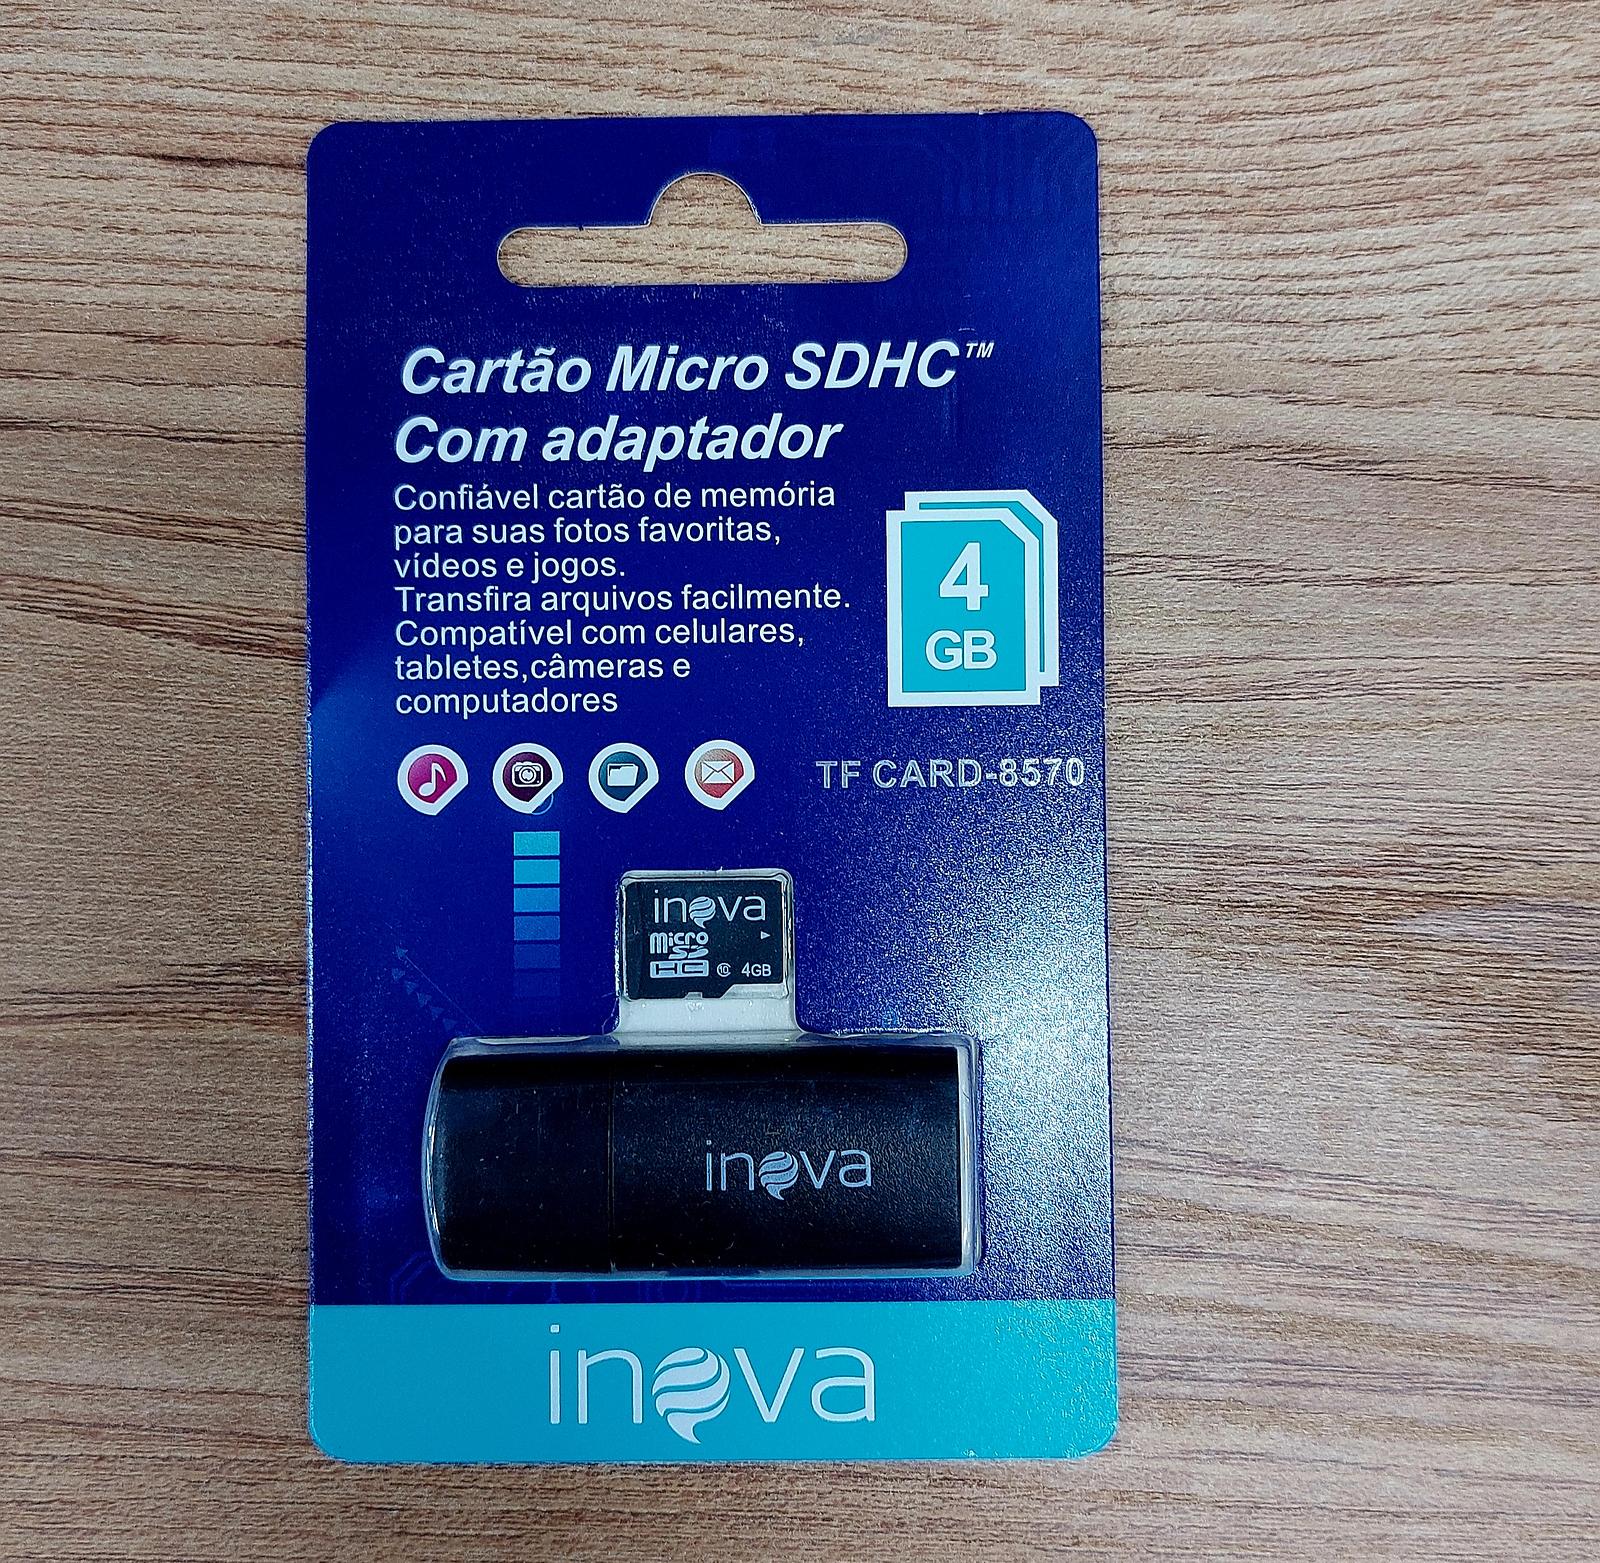 Cartão Micro SDHC™
Com adaptador
Confiável cartão de memória
para suas fotos favoritas,
vídeos e jogos.
Transfira arquivos facilmente.
Compatível com celulares,
tabletes,câmeras e
computadores
4
GB
TF CARD-8570
inova
micro
SD
HC 10 4GB
inova
inova